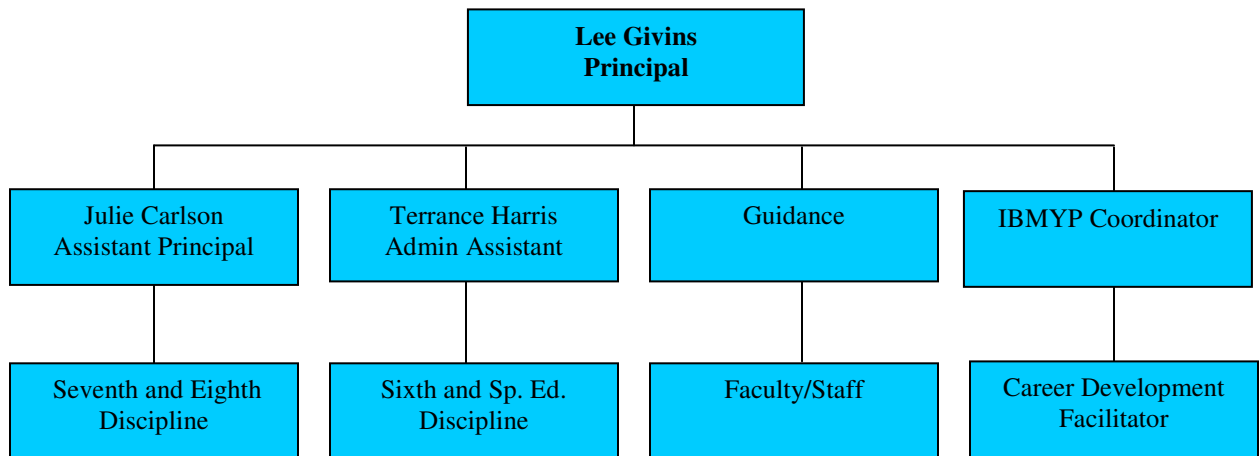 Lee Givins
Principal
Julie Carlson
Assistant Principal
Terrance Harris
Admin Assistant
Guidance
IBMYP Coordinator
Seventh and Eighth
Discipline
Sixth and Sp. Ed.
Discipline
Faculty/Staff
Career Development
Facilitator